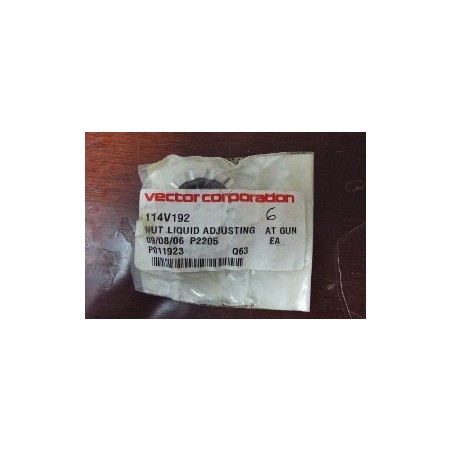 vector corporation
114V192 6
NUT LIQUID ADJUSTING AT GUN
09/08/06 P2205 EA
P011923 Q63